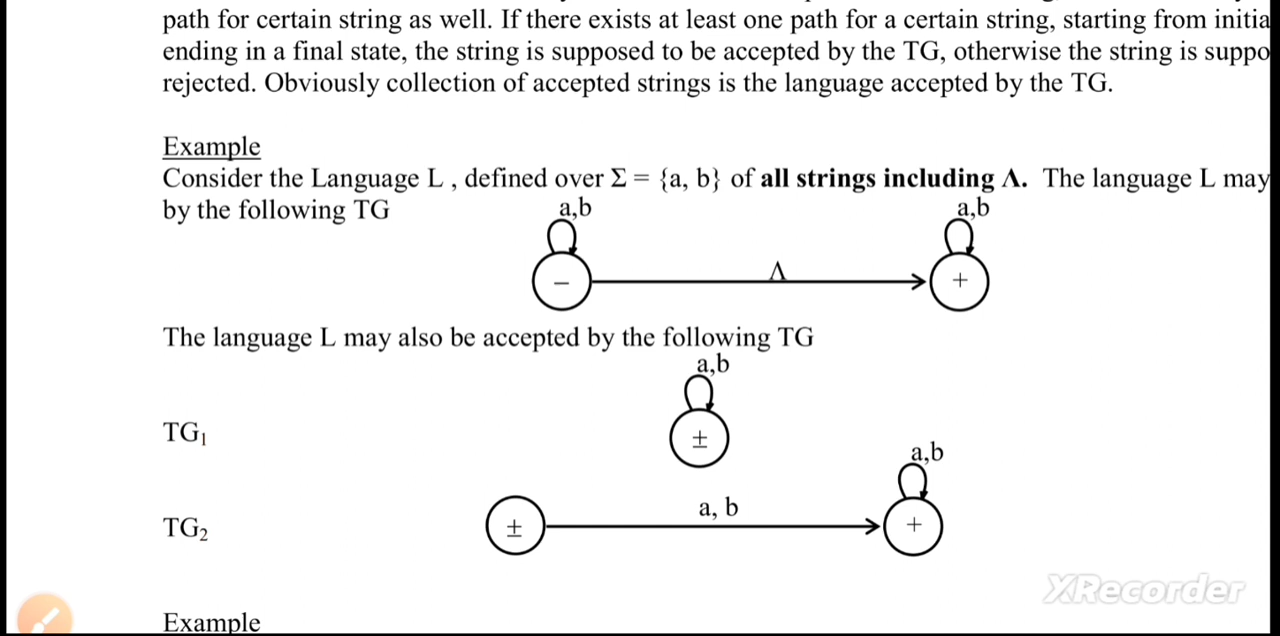 path for certain string as well. If there exists at least one path for a certain string, starting from initia
ending in a final state, the string is supposed to be accepted by the TG, otherwise the string is suppo
rejected. Obviously collection of accepted strings is the language accepted by the TG.
Example
Consider the Language L , defined over Σ = {a, b} of all strings including Λ. The language L may
by the following TG
a,b
a,b
−
Λ
+
The language L may also be accepted by the following TG
a,b
TG₁
±
a,b
TG₂
±
a, b
+
XRecorder
Example